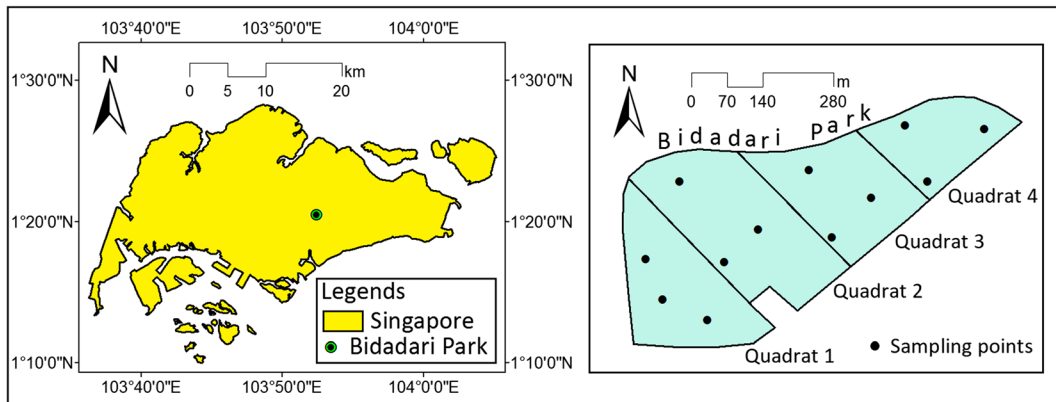 103°40'0"E 103°50'0"E 104°0'0"E
1°30'0"N
1°20'0"N
1°10'0"N
N
km
0 5 10 20
Legends
Singapore
Bidadari Park
1°30'0"N
1°20'0"N
1°10'0"N
103°40'0"E 103°50'0"E 104°0'0"E
N
m
0 70 140 280
Bidadari park
Quadrat 4
Quadrat 3
Quadrat 2
Quadrat 1
Sampling points